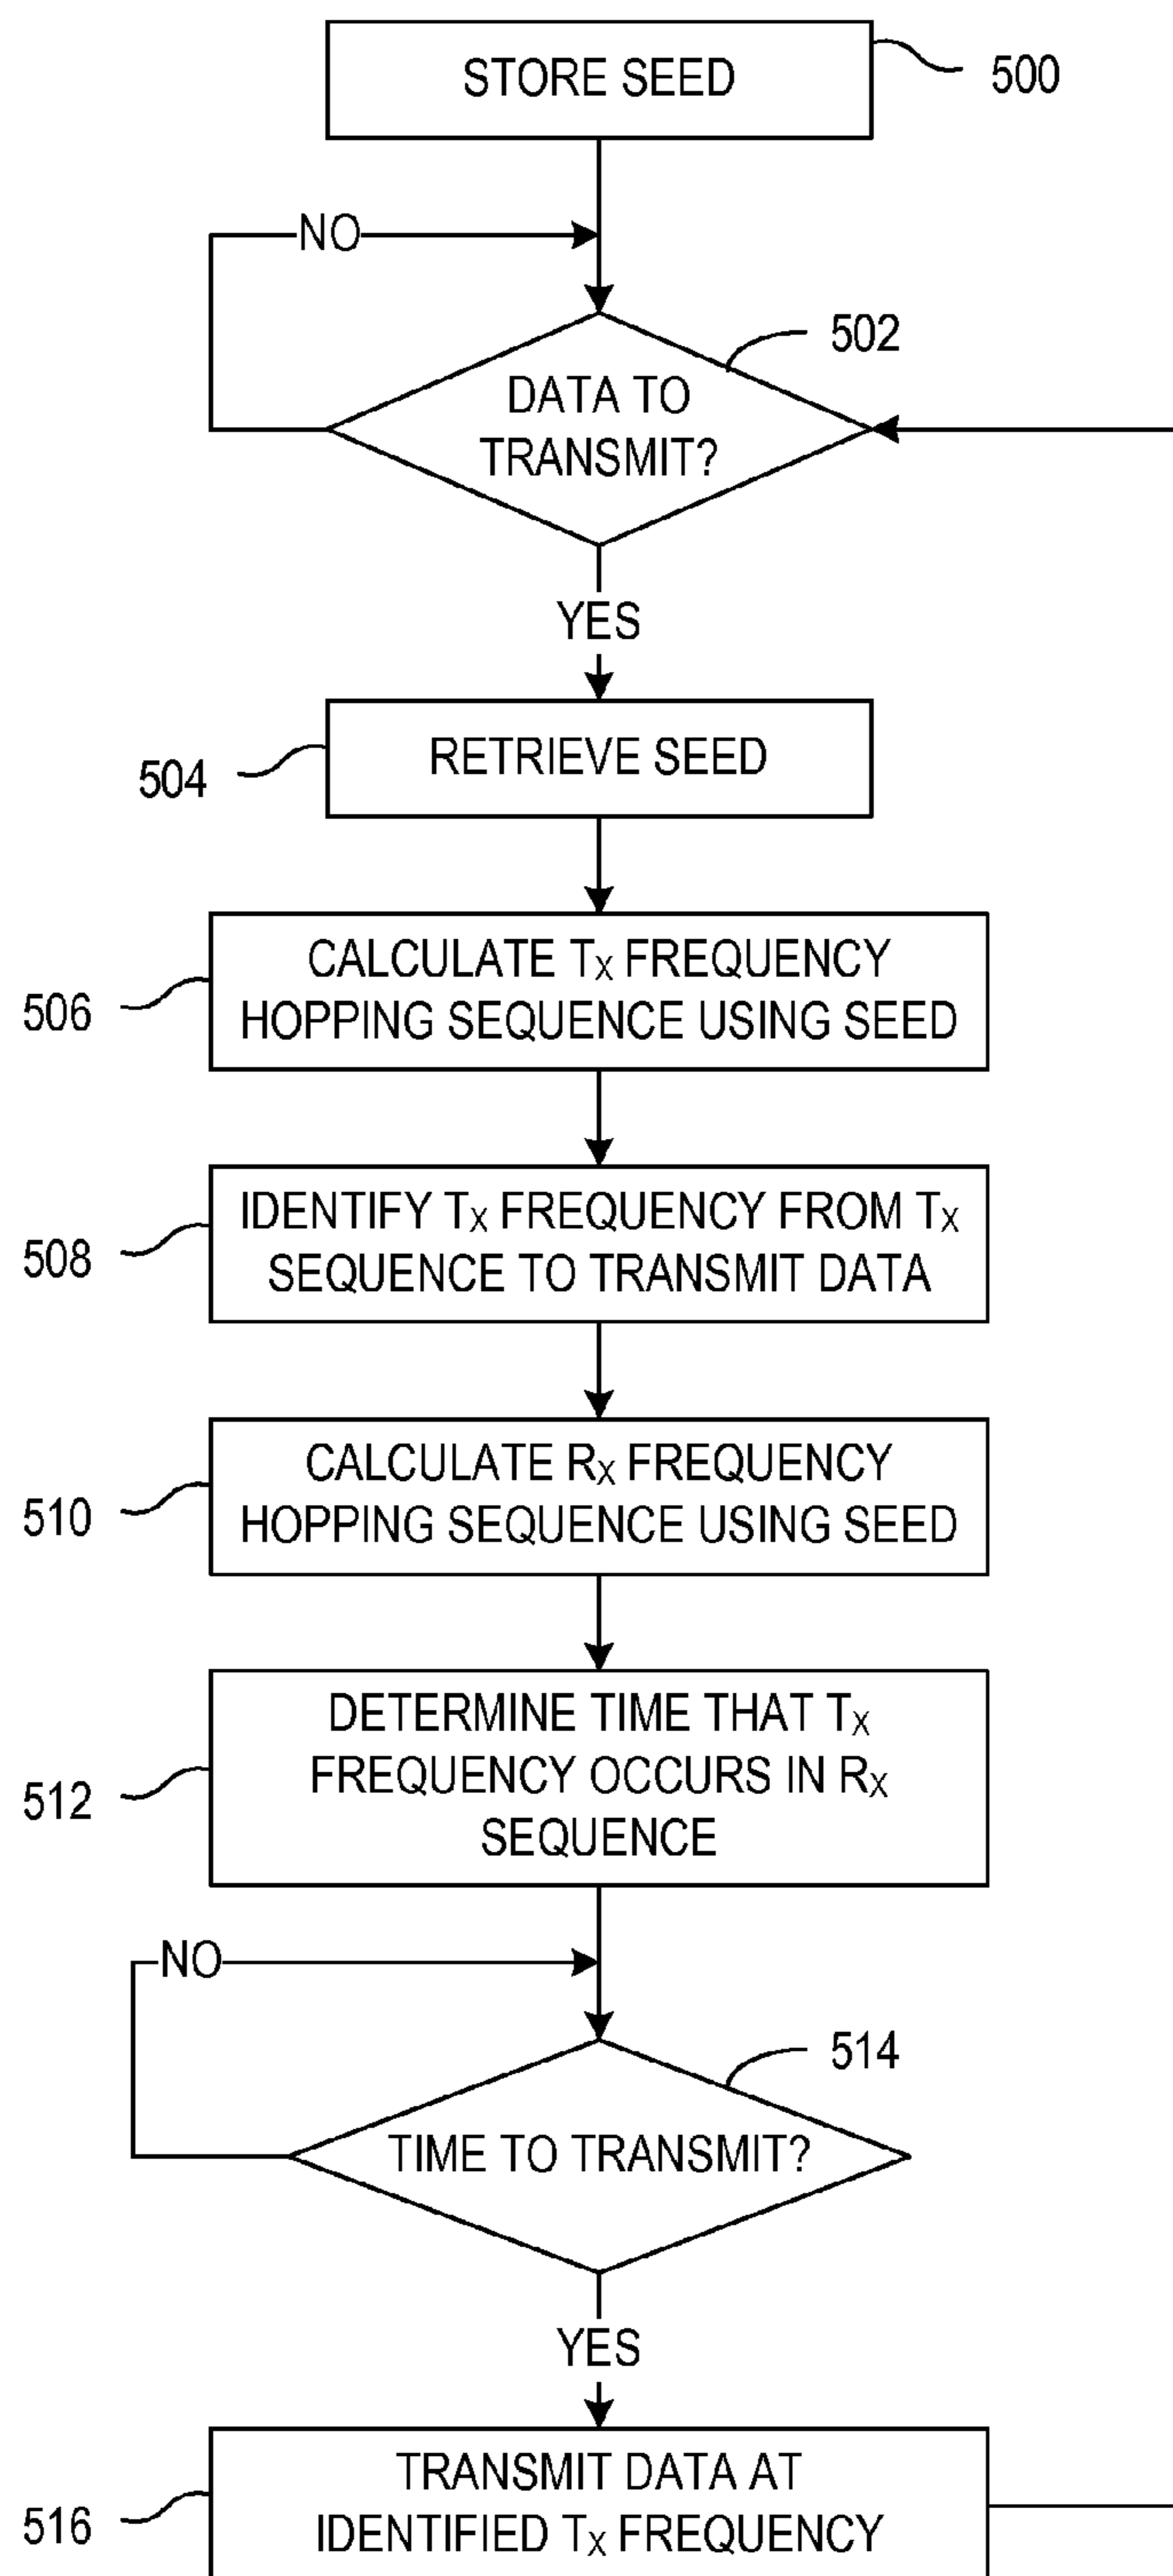 STORE SEED
500
NO
502
DATA TO
TRANSMIT?
YES
RETRIEVE SEED
504
CALCULATE TX FREQUENCY
HOPPING SEQUENCE USING SEED
506
IDENTIFY TX FREQUENCY FROM TX
SEQUENCE TO TRANSMIT DATA
508
CALCULATE RX FREQUENCY
HOPPING SEQUENCE USING SEED
510
DETERMINE TIME THAT TX
FREQUENCY OCCURS IN RX
SEQUENCE
512
NO
514
TIME TO TRANSMIT?
YES
TRANSMIT DATA AT
IDENTIFIED TX FREQUENCY
516